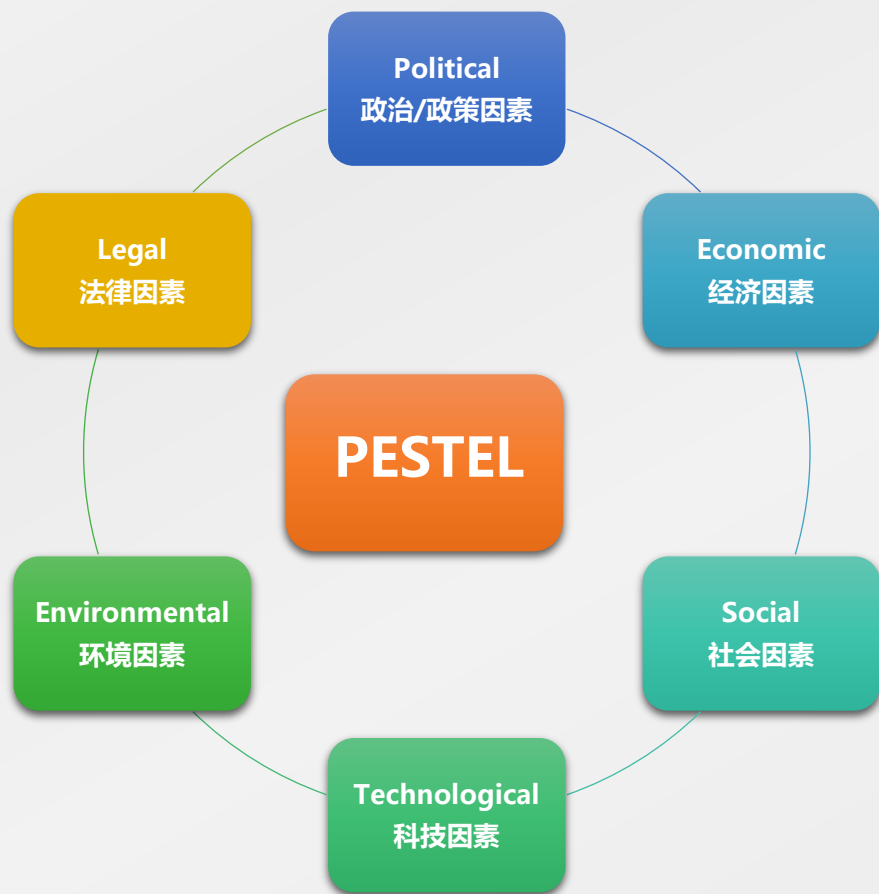 Political
政治/政策因素
Legal
法律因素
Economic
经济因素
PESTEL
Environmental
环境因素
Social
社会因素
Technological
科技因素